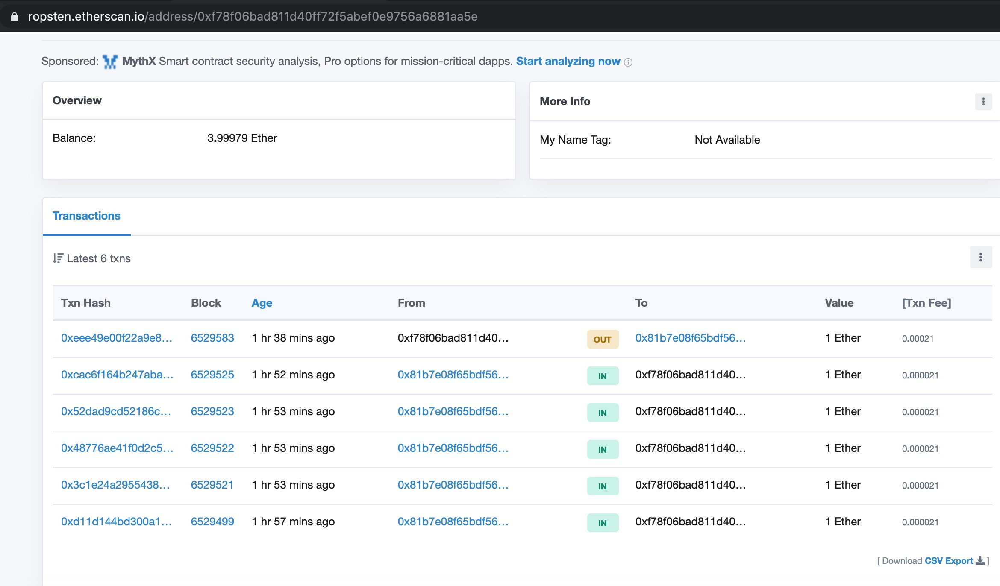 ropsten.etherscan.io/address/0xf78f06bad811d40ff72f5abef0e9756a6881aa5e
Sponsored: MythX Smart contract security analysis, Pro options for mission-critical dapps. Start analyzing now
Overview
Balance: 3.99979 Ether
More Info
My Name Tag: Not Available
Transactions
Latest 6 txns
Txn Hash Block Age From To Value [Txn Fee]
0xeee49e00f22a9e8... 6529583 1 hr 38 mins ago 0xf78f06bad811d40... OUT 0x81b7e08f65bdf56... 1 Ether 0.00021
0xcac6f164b247aba... 6529525 1 hr 52 mins ago 0x81b7e08f65bdf56... IN 0xf78f06bad811d40... 1 Ether 0.000021
0x52dad9cd52186c... 6529523 1 hr 53 mins ago 0x81b7e08f65bdf56... IN 0xf78f06bad811d40... 1 Ether 0.000021
0x48776ae41f0d2c5... 6529522 1 hr 53 mins ago 0x81b7e08f65bdf56... IN 0xf78f06bad811d40... 1 Ether 0.000021
0x3c1e24a2955438... 6529521 1 hr 53 mins ago 0x81b7e08f65bdf56... IN 0xf78f06bad811d40... 1 Ether 0.000021
0xd11d144bd300a1... 6529499 1 hr 57 mins ago 0x81b7e08f65bdf56... IN 0xf78f06bad811d40... 1 Ether 0.000021
[ Download CSV Export ]